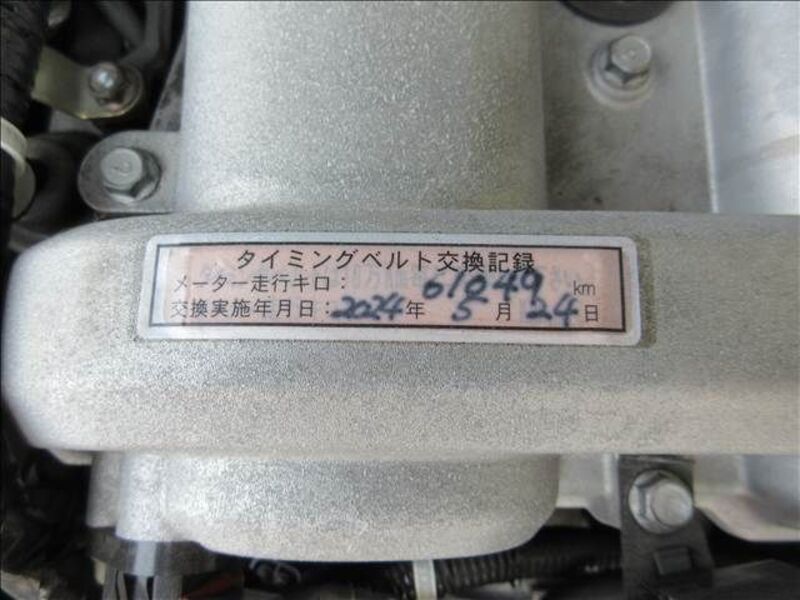 タイミングベルト交換記録
メーター走行キロ： 61849 km
交換実施年月日：2024年 5月 24日